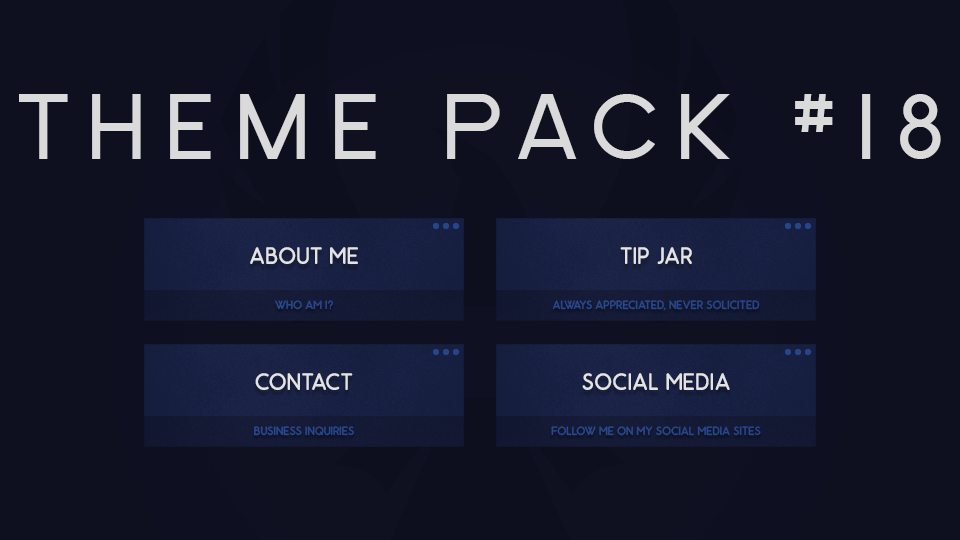 THEME PACK #18
ABOUT ME
WHO AM I?
TIP JAR
ALWAYS APPRECIATED, NEVER SOLICITED
CONTACT
BUSINESS INQUIRIES
SOCIAL MEDIA
FOLLOW ME ON MY SOCIAL MEDIA SITES